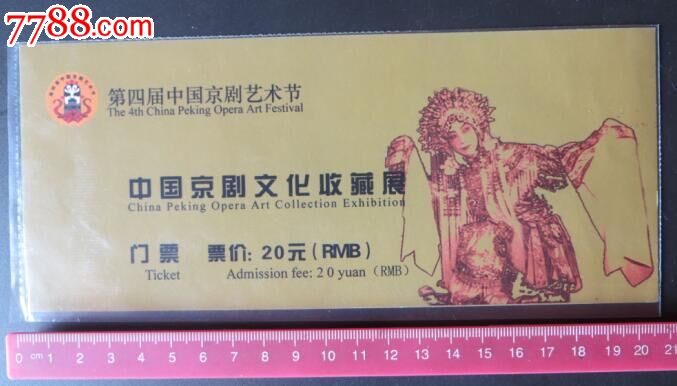 7788.com
第四届中国京剧艺术节
The 4th China Peking Opera Art Festival
中国京剧文化收藏展
China Peking Opera Art Collection Exhibition
门票 票价: 20元(RMB)
Ticket Admission fee: 20 yuan (RMB)
0 cm 1 2 3 4 5 6 7 8 9 10 11 12 13 14 15 16 17 18 19 20 21